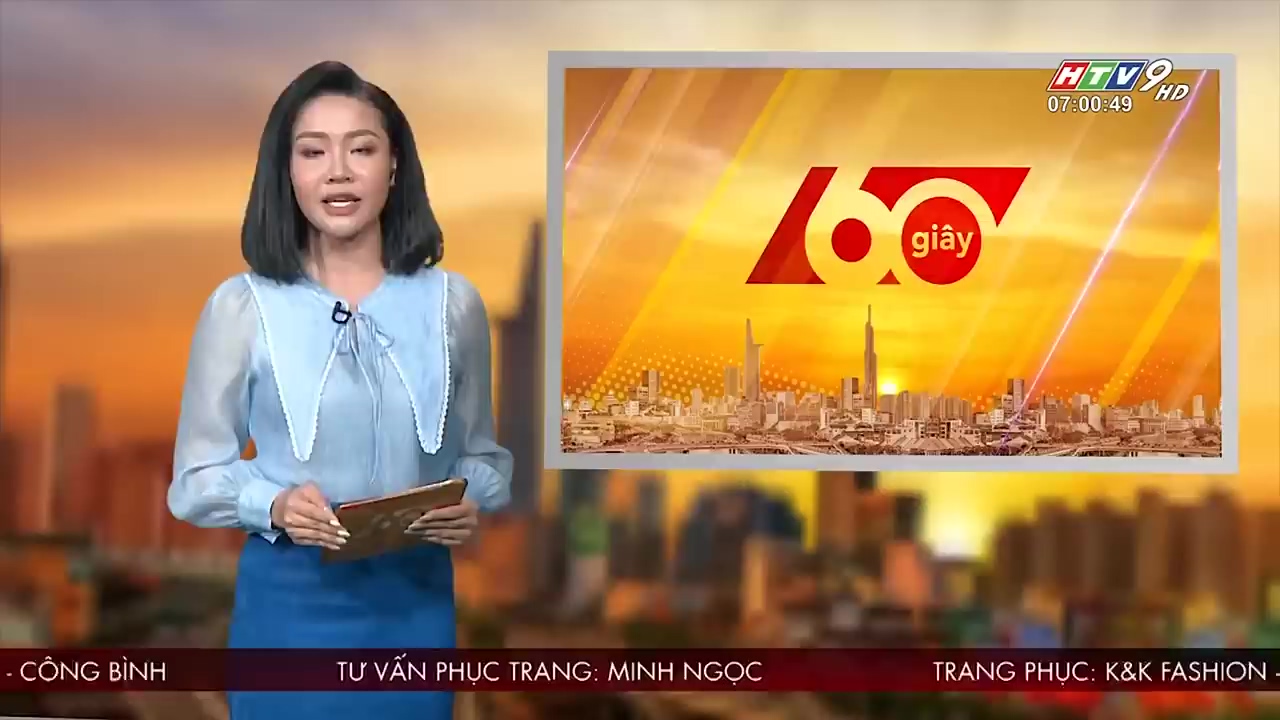 HTV9 HD
07:00:49
60 giây
- CÔNG BÌNH TƯ VẤN PHỤC TRANG: MINH NGỌC TRANG PHỤC: K&K FASHION -